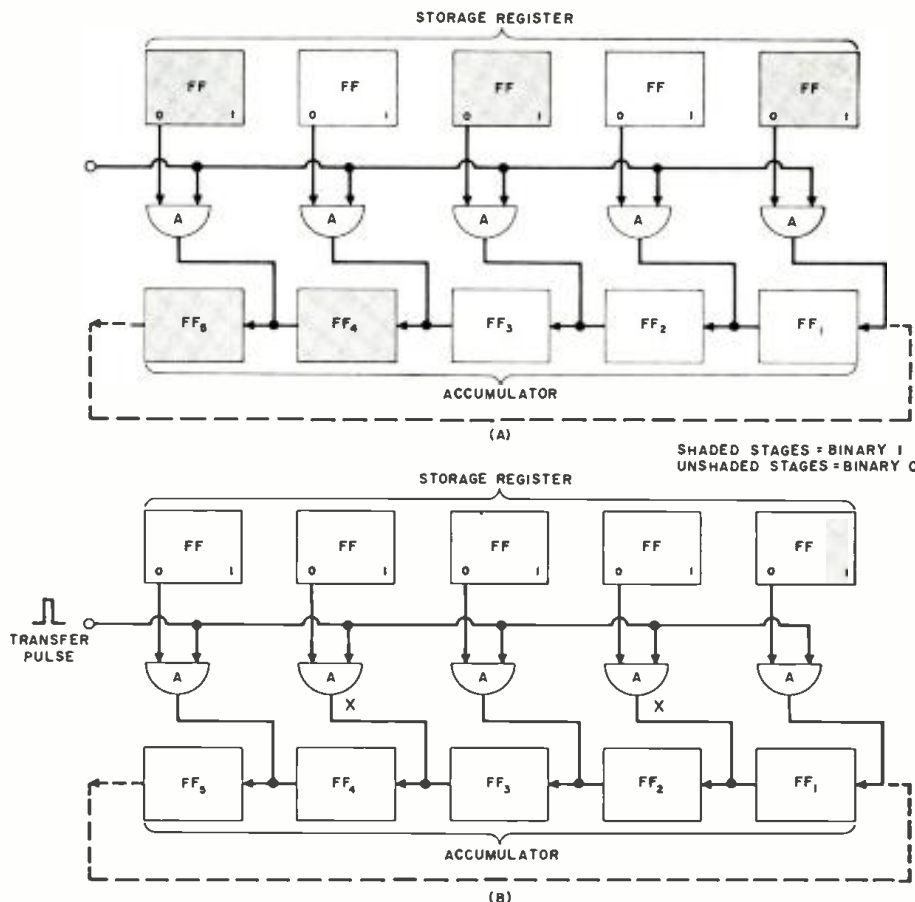 STORAGE REGISTER
FF FF FF FF FF
0 1 0 1 0 1 0 1 0 1
A A A A A
FF5 FF4 FF3 FF2 FF1
ACCUMULATOR
(A)
SHADED STAGES = BINARY 1
UNSHADED STAGES = BINARY 0
STORAGE REGISTER
FF FF FF FF FF
0 1 0 1 0 1 0 1 0 1
TRANSFER
PULSE
A A A A A
X X
FF5 FF4 FF3 FF2 FF1
ACCUMULATOR
(B)